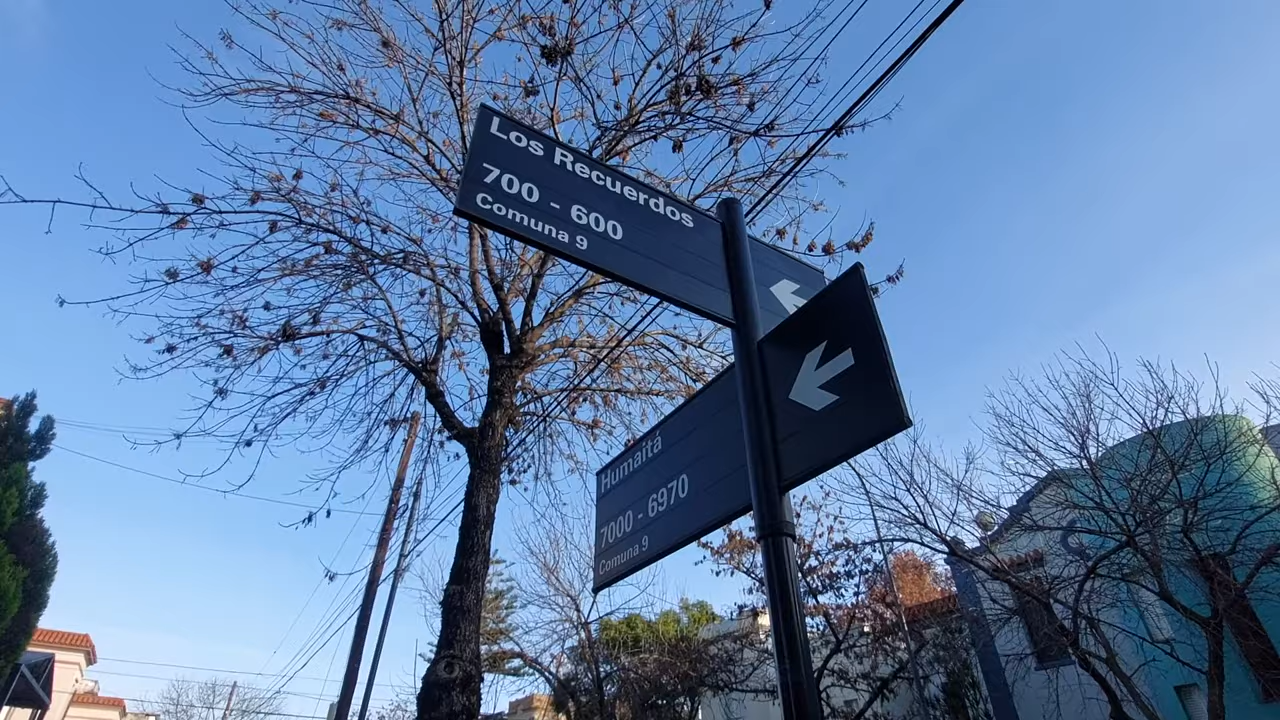 Los Recuerdos
700 - 600
Comuna 9
Humaitá
7000 - 6970
Comuna 9